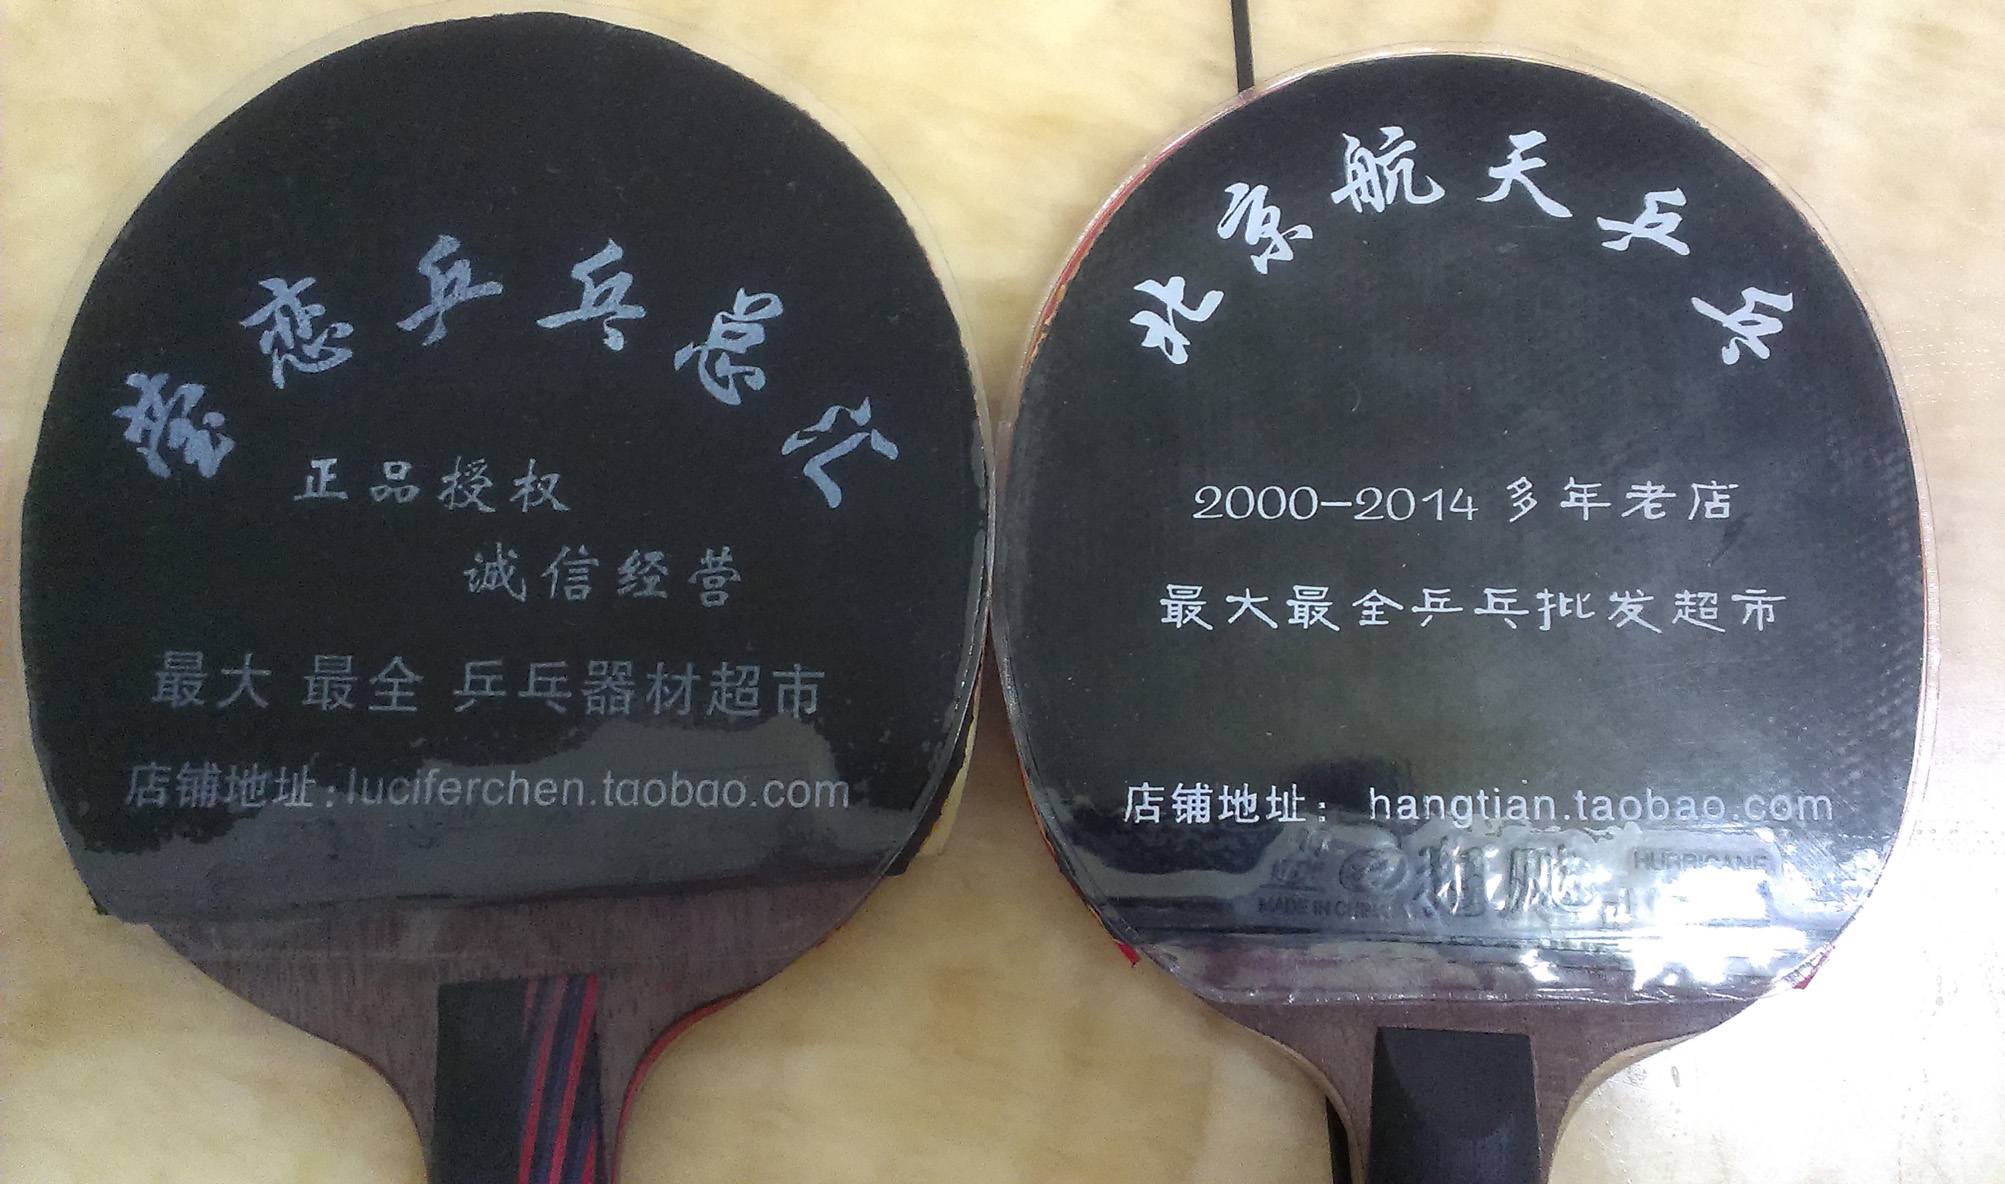 恋乒乓总汇
正品授权
诚信经营
最大 最全 乒乓器材超市
店铺地址:luciferchen.taobao.com
北京航天乒乓
2000-2014 多年老店
最大最全乒乓批发超市
店铺地址： hangtian.taobao.com
HURRICANE
MADE IN CHINA